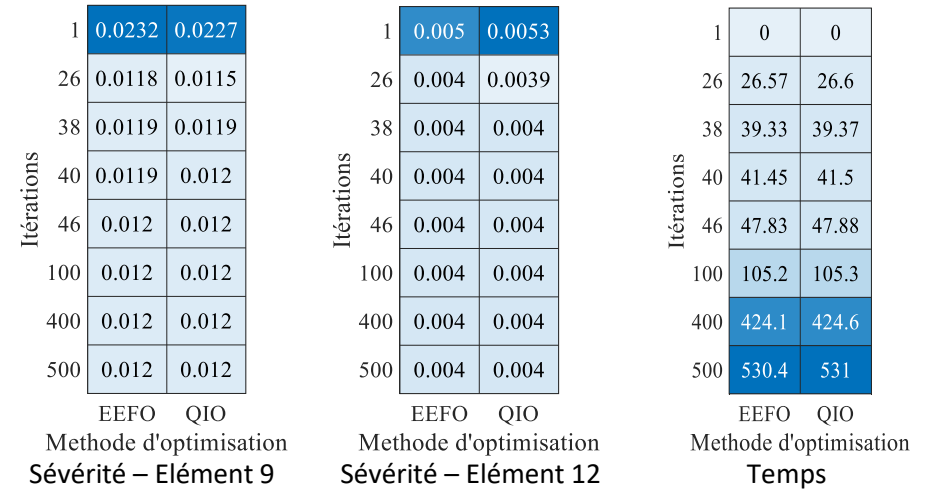 1 0.0232 0.0227
26 0.0118 0.0115
38 0.0119 0.0119
40 0.0119 0.012
46 0.012 0.012
100 0.012 0.012
400 0.012 0.012
500 0.012 0.012
Itérations
EEFO QIO
Methode d'optimisation
Sévérité – Elément 9
1 0.005 0.0053
26 0.004 0.0039
38 0.004 0.004
40 0.004 0.004
46 0.004 0.004
100 0.004 0.004
400 0.004 0.004
500 0.004 0.004
Itérations
EEFO QIO
Methode d'optimisation
Sévérité – Elément 12
1 0 0
26 26.57 26.6
38 39.33 39.37
40 41.45 41.5
46 47.83 47.88
100 105.2 105.3
400 424.1 424.6
500 530.4 531
Itérations
EEFO QIO
Methode d'optimisation
Temps